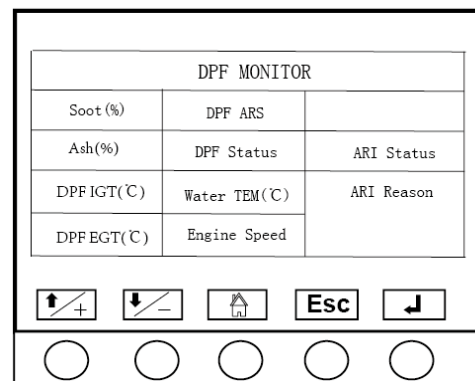 DPF MONITOR
Soot(%) DPF ARS
Ash(%) DPF Status ARI Status
DPF IGT(℃) Water TEM(℃) ARI Reason
DPF EGT(℃) Engine Speed
+ - Esc